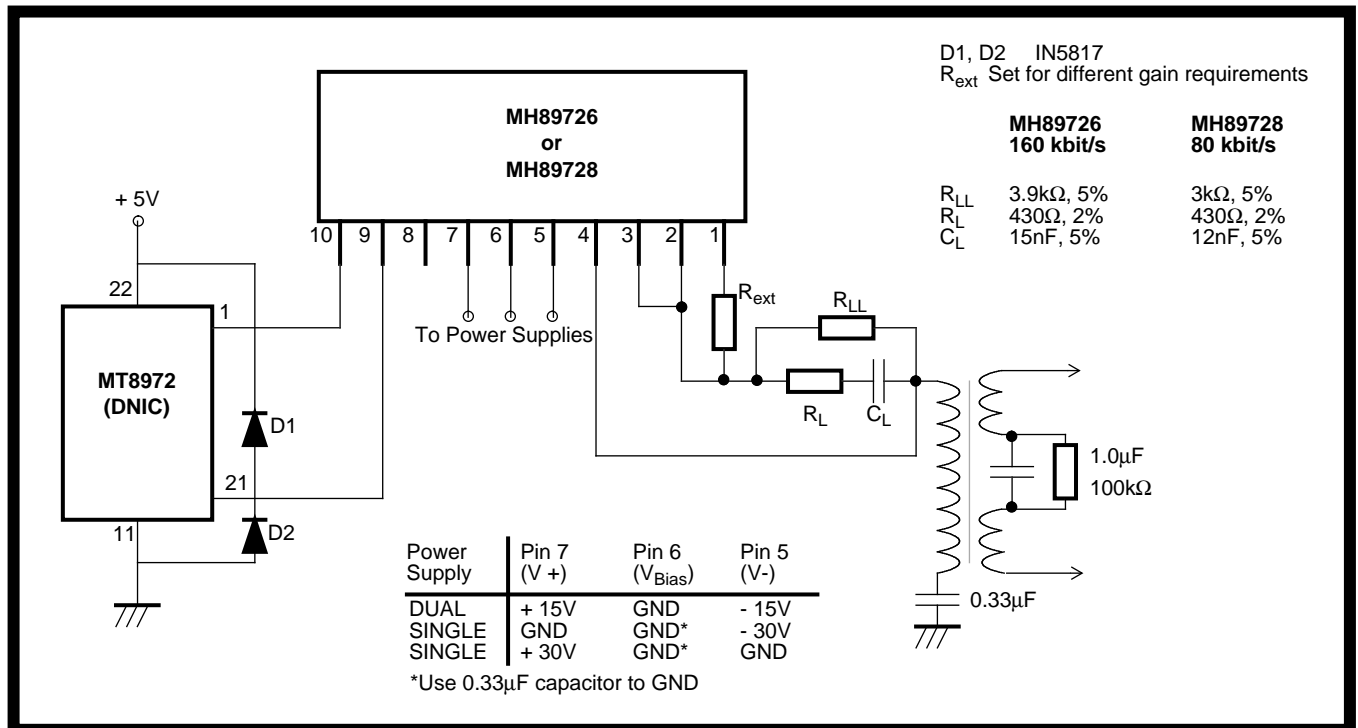 D1, D2 IN5817
Rext Set for different gain requirements
MH89726 MH89728
160 kbit/s 80 kbit/s
RLL 3.9kΩ, 5% 3kΩ, 5%
RL 430Ω, 2% 430Ω, 2%
CL 15nF, 5% 12nF, 5%
MH89726
or
MH89728
10 9 8 7 6 5 4 3 2 1
+ 5V
22
1
MT8972
(DNIC)
21
11
D1
D2
To Power Supplies
Rext
RLL
RL
CL
1.0µF
100kΩ
0.33µF
Power Pin 7 Pin 6 Pin 5
Supply (V +) (VBias) (V-)
DUAL + 15V GND - 15V
SINGLE GND GND* - 30V
SINGLE + 30V GND* GND
*Use 0.33µF capacitor to GND